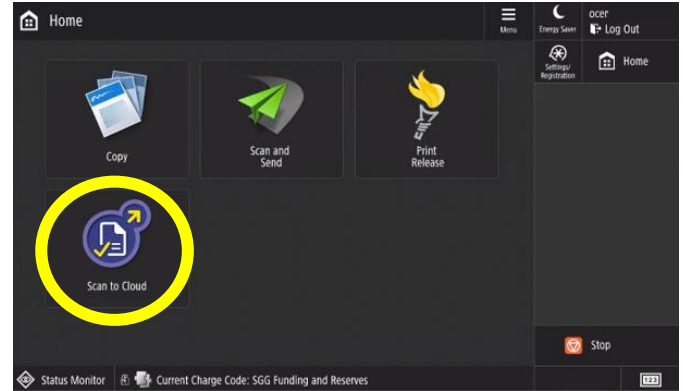 Home
Menu
Energy Saver
ocer
Log Out
Settings/
Registration
Home
Copy
Scan and
Send
Print
Release
Scan to Cloud
Stop
Status Monitor
Current Charge Code: SGG Funding and Reserves
123